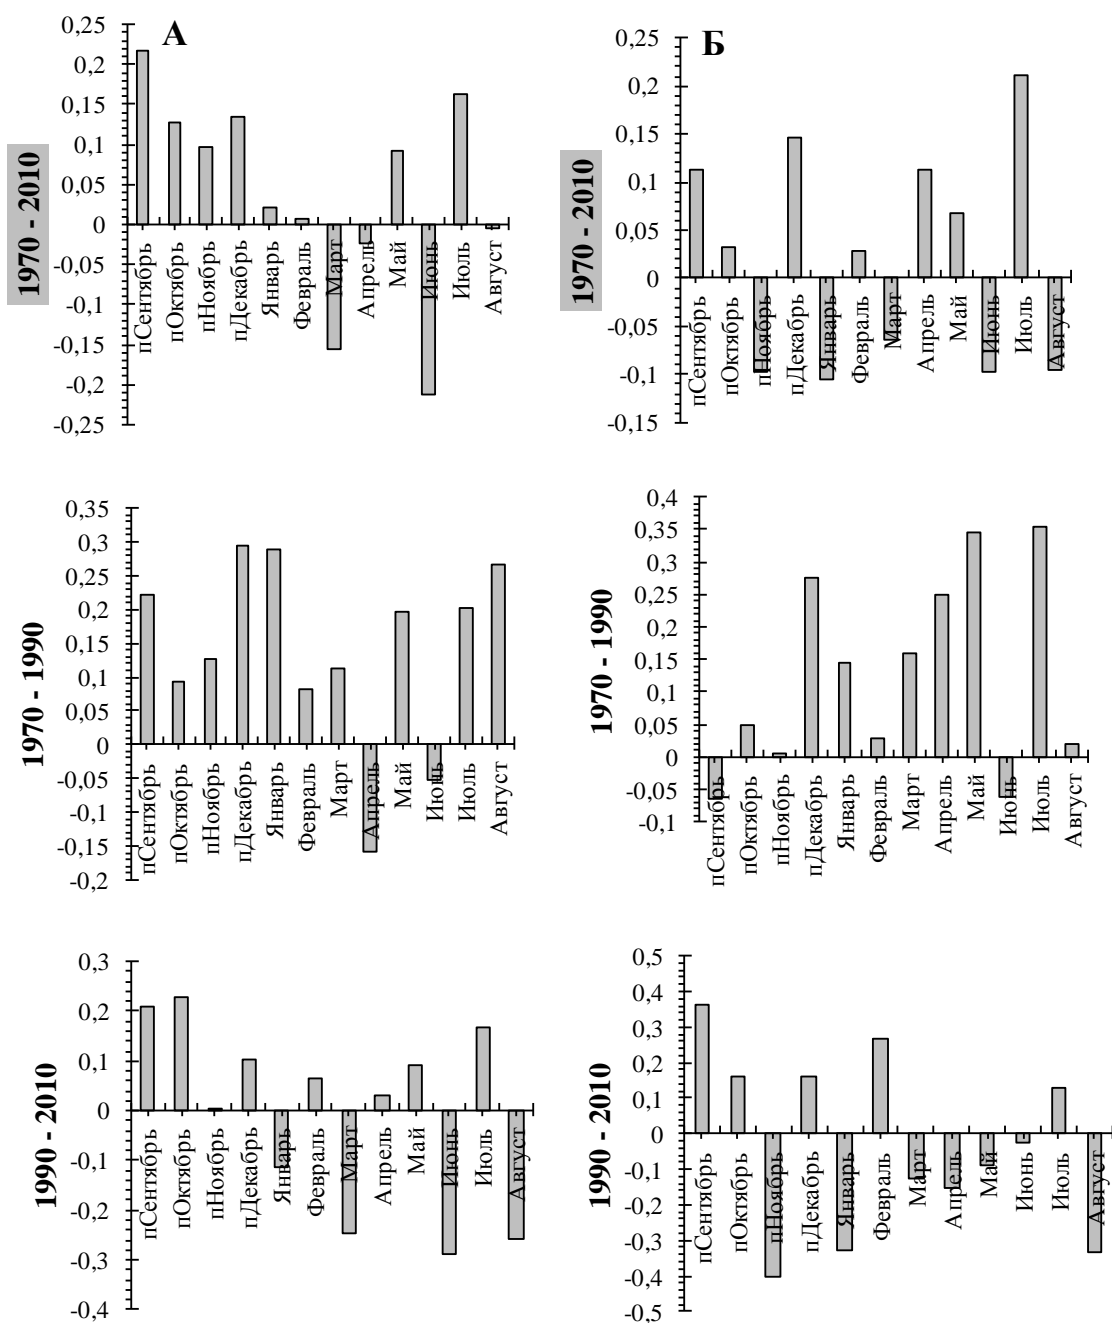 А
1970 - 2010
0,25
0,2
0,15
0,1
0,05
0
-0,05
-0,1
-0,15
-0,2
-0,25
пСентябрь
пОктябрь
пНоябрь
пДекабрь
Январь
Февраль
Март
Апрель
Май
Июнь
Июль
Август
Б
1970 - 2010
0,25
0,2
0,15
0,1
0,05
0
-0,05
-0,1
-0,15
пСентябрь
пОктябрь
пНоябрь
пДекабрь
Январь
Февраль
Март
Апрель
Май
Июнь
Июль
Август
1970 - 1990
0,35
0,3
0,25
0,2
0,15
0,1
0,05
0
-0,05
-0,1
-0,15
-0,2
пСентябрь
пОктябрь
пНоябрь
пДекабрь
Январь
Февраль
Март
Апрель
Май
Июнь
Июль
Август
1970 - 1990
0,4
0,35
0,3
0,25
0,2
0,15
0,1
0,05
0
-0,05
-0,1
пСентябрь
пОктябрь
пНоябрь
пДекабрь
Январь
Февраль
Март
Апрель
Май
Июнь
Июль
Август
1990 - 2010
0,3
0,2
0,1
0
-0,1
-0,2
-0,3
-0,4
пСентябрь
пОктябрь
пНоябрь
пДекабрь
Январь
Февраль
Март
Апрель
Май
Июнь
Июль
Август
1990 - 2010
0,5
0,4
0,3
0,2
0,1
0
-0,1
-0,2
-0,3
-0,4
-0,5
пСентябрь
пОктябрь
пНоябрь
пДекабрь
Январь
Февраль
Март
Апрель
Май
Июнь
Июль
Август